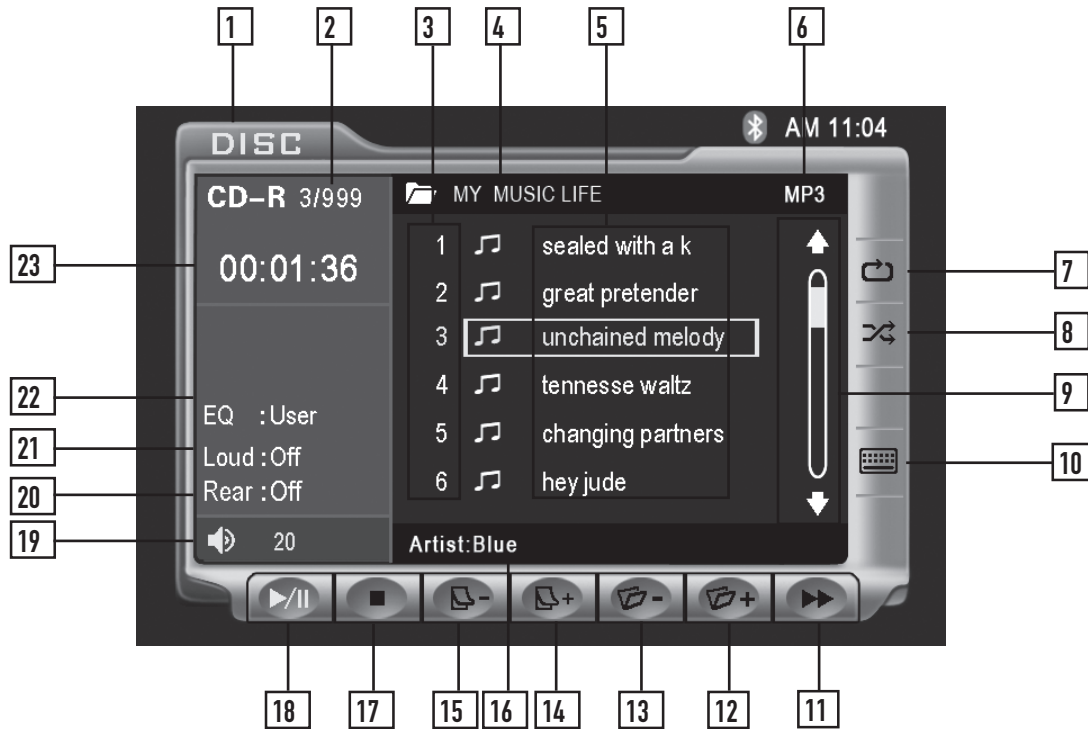 1 2 3 4 5 6
DISC
AM 11:04
CD-R 3/999
MY MUSIC LIFE
MP3
00:01:36
1 sealed with a k
2 great pretender
3 unchained melody
4 tennesse waltz
5 changing partners
6 hey jude
EQ :User
Loud :Off
Rear :Off
20
Artist:Blue
- + - +
23
22
21
20
19
7
8
9
10
18 17 15 16 14 13 12 11